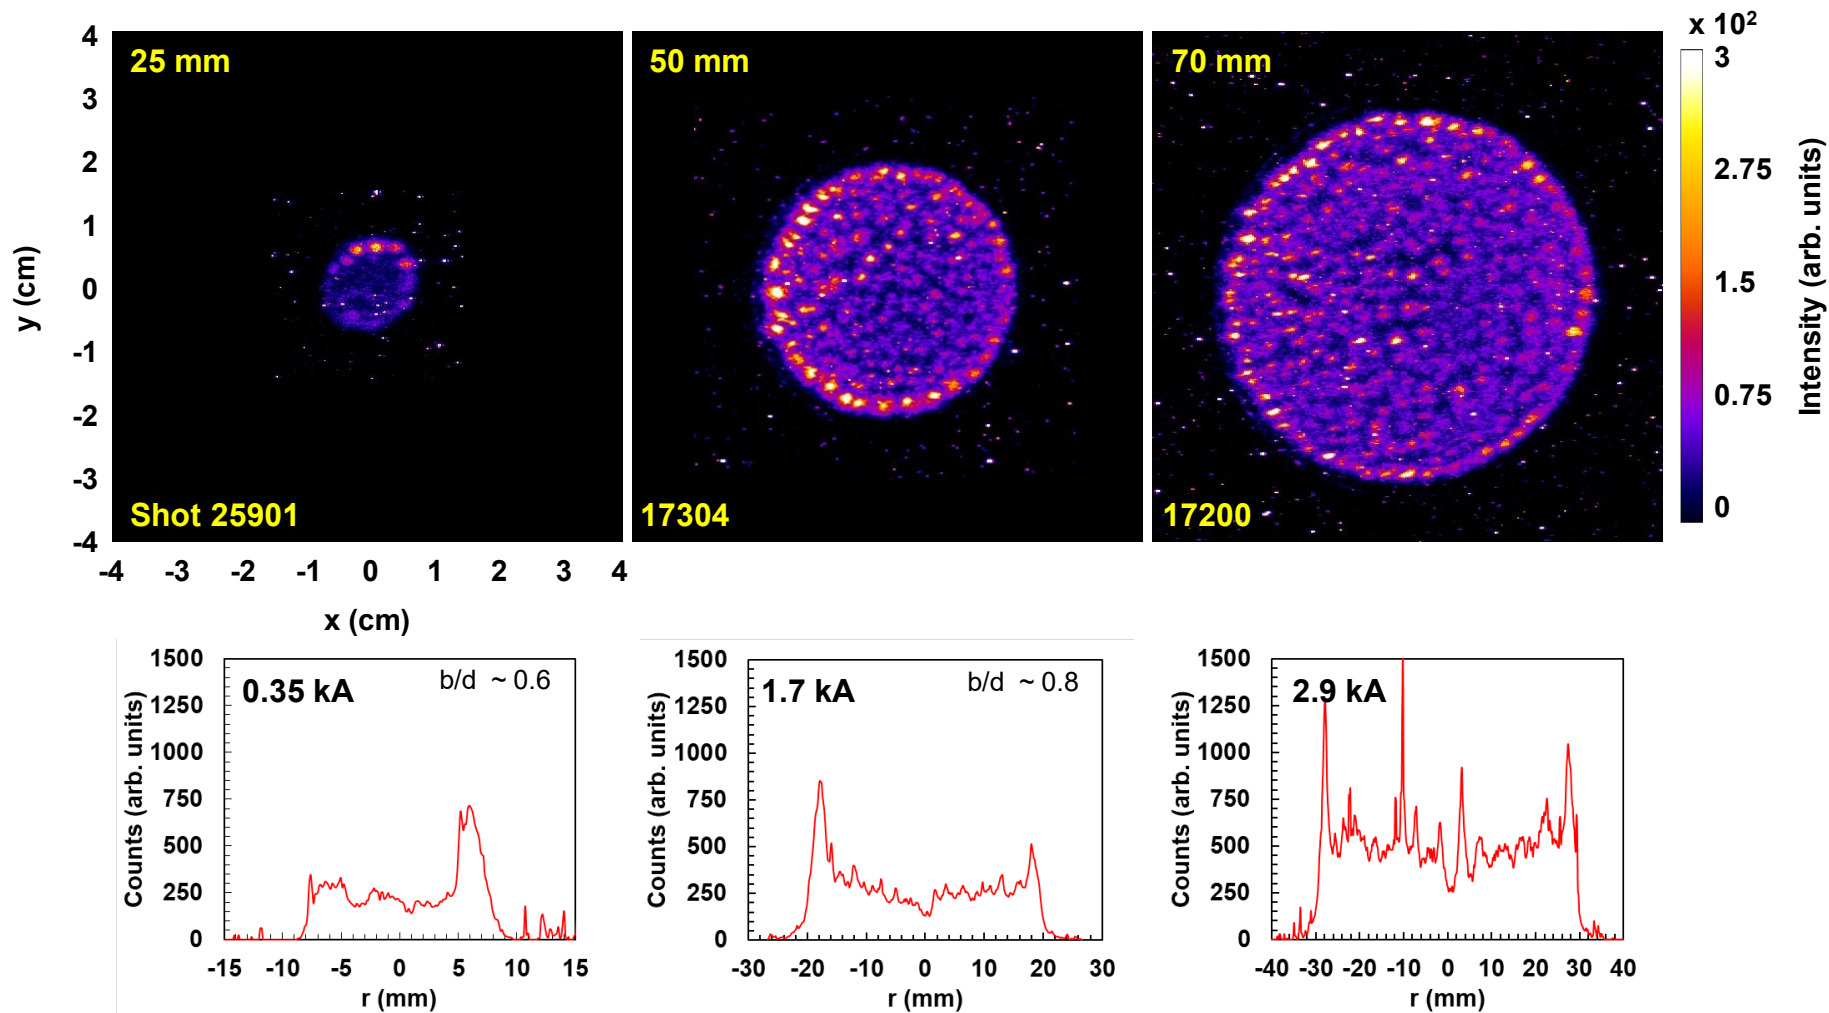 25 mm
50 mm
70 mm
Shot 25901
17304
17200
4
3
2
1
0
-1
-2
-3
-4
y (cm)
-4 -3 -2 -1 0 1 2 3 4
x (cm)
x 10²
3
2.75
1.5
0.75
0
Intensity (arb. units)
0.35 kA
b/d ~ 0.6
1500
1250
1000
750
500
250
0
Counts (arb. units)
-15 -10 -5 0 5 10 15
r (mm)
1.7 kA
b/d ~ 0.8
1500
1250
1000
750
500
250
0
Counts (arb. units)
-30 -20 -10 0 10 20 30
r (mm)
2.9 kA
1500
1250
1000
750
500
250
0
Counts (arb. units)
-40 -30 -20 -10 0 10 20 30 40
r (mm)